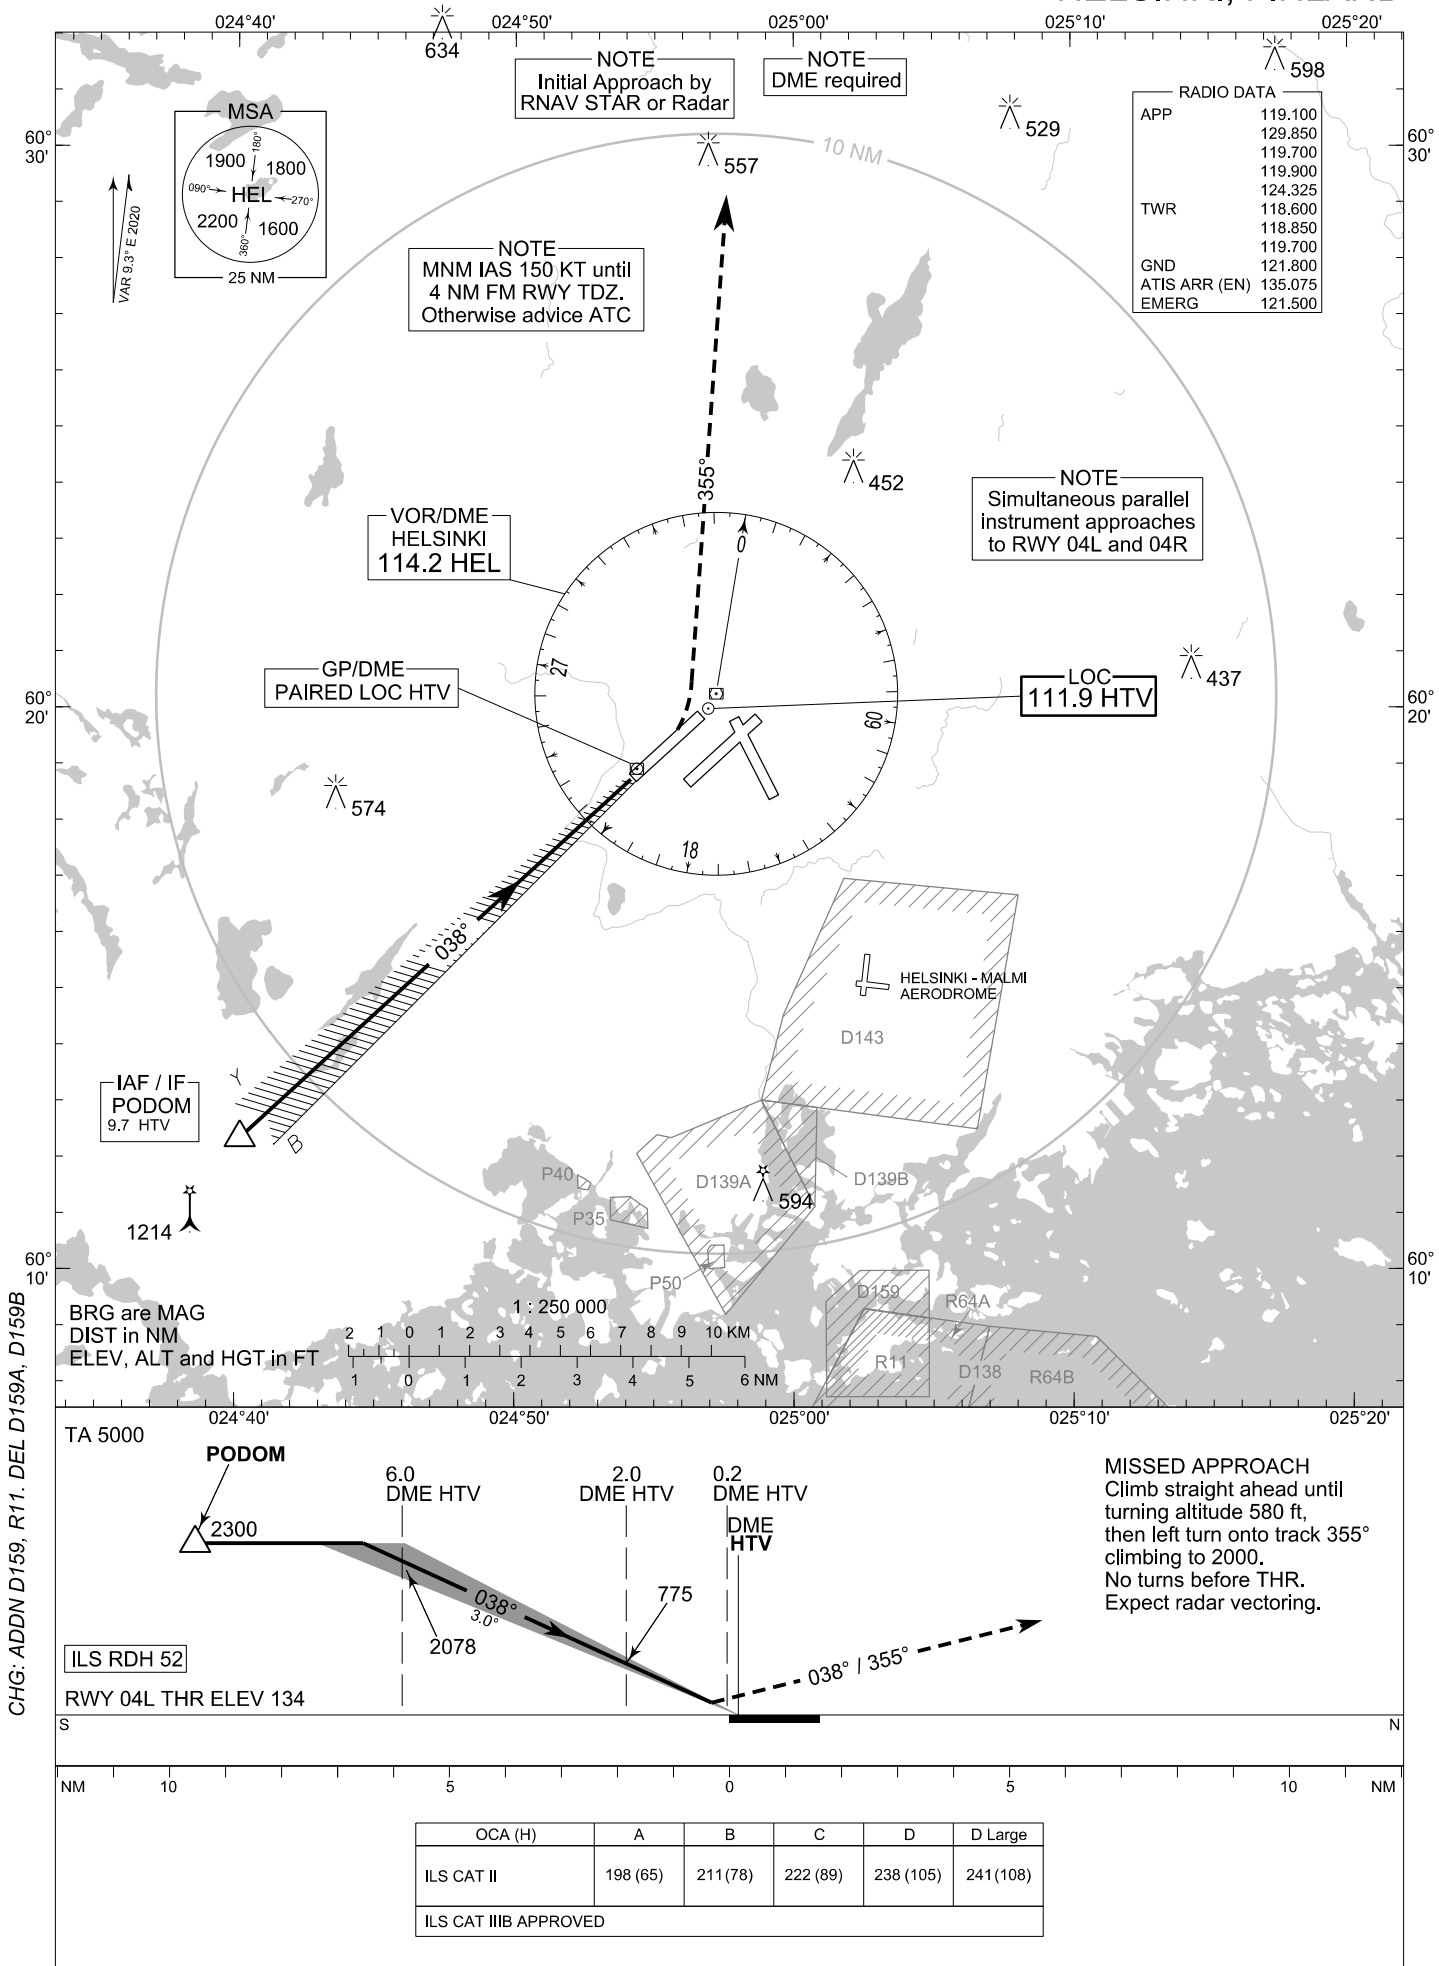 024°40'
024°50'
025°00'
025°10'
025°20'
634
NOTE
Initial Approach by
RNAV STAR or Radar
NOTE
DME required
598
RADIO DATA
APP 119.100
129.850
119.700
119.900
124.325
TWR 118.600
118.850
119.700
GND 121.800
ATIS ARR (EN) 135.075
EMERG 121.500
529
557
10 NM
60°
30'
60°
30'
MSA
1900
1800
180°
090°
HEL
270°
2200
1600
360°
25 NM
VAR 9.3° E 2020
NOTE
MNM IAS 150 KT until
4 NM FM RWY TDZ.
Otherwise advice ATC
355°
452
NOTE
Simultaneous parallel
instrument approaches
to RWY 04L and 04R
VOR/DME
HELSINKI
114.2 HEL
0
27
60
18
GP/DME
PAIRED LOC HTV
LOC
111.9 HTV
437
60°
20'
60°
20'
574
038°
HELSINKI - MALMI
AERODROME
D143
IAF / IF
PODOM
9.7 HTV
Y
B
P40
D139A
D139B
594
P35
1214
P50
60°
10'
60°
10'
D159
R64A
R11
D138
R64B
BRG are MAG
DIST in NM
ELEV, ALT and HGT in FT
1 : 250 000
2 1 0 1 2 3 4 5 6 7 8 9 10 KM
1 0 1 2 3 4 5 6 NM
024°40'
024°50'
025°00'
025°10'
025°20'
CHG: ADDN D159, R11. DEL D159A, D159B
TA 5000
PODOM
2300
6.0
DME HTV
2.0
DME HTV
0.2
DME HTV
DME
HTV
038°
3.0°
2078
775
038° / 355°
MISSED APPROACH
Climb straight ahead until
turning altitude 580 ft,
then left turn onto track 355°
climbing to 2000.
No turns before THR.
Expect radar vectoring.
ILS RDH 52
RWY 04L THR ELEV 134
S
N
NM 10 5 0 5 10 NM
OCA (H) A B C D D Large
ILS CAT II 198 (65) 211 (78) 222 (89) 238 (105) 241 (108)
ILS CAT IIIB APPROVED